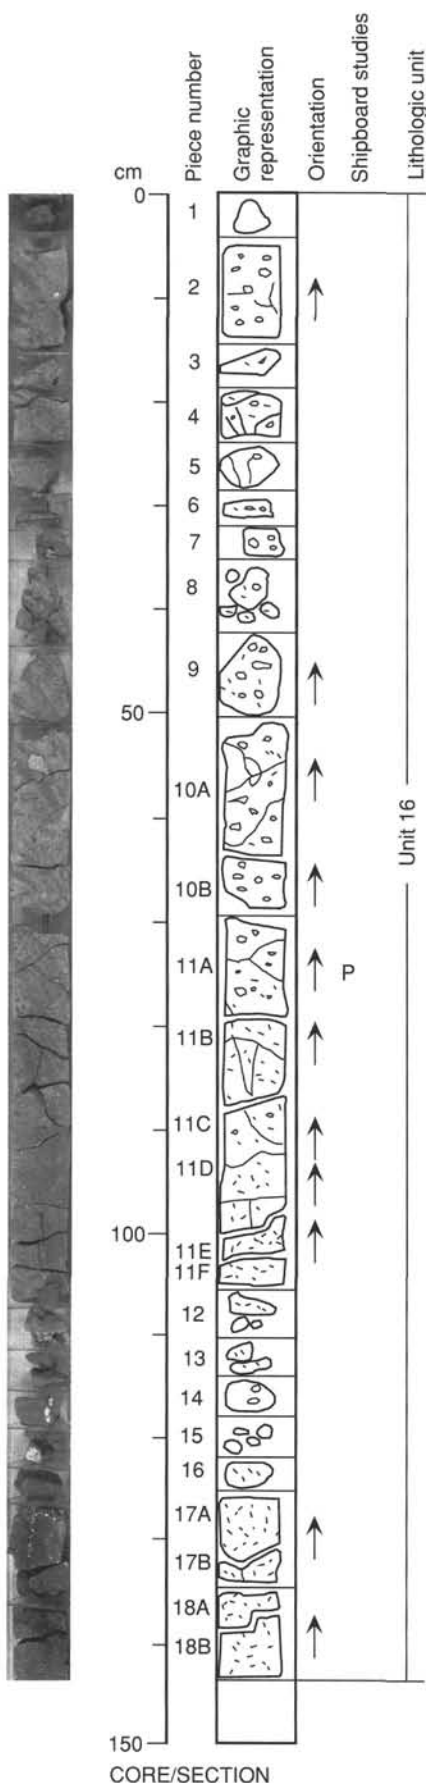 cm
Piece number
Graphic
representation
Orientation
Shipboard studies
Lithologic unit
0
1
2
3
4
5
6
7
8
9
50
10A
10B
11A
P
Unit 16
11B
11C
11D
100
11E
11F
12
13
14
15
16
17A
17B
18A
18B
150
CORE/SECTION